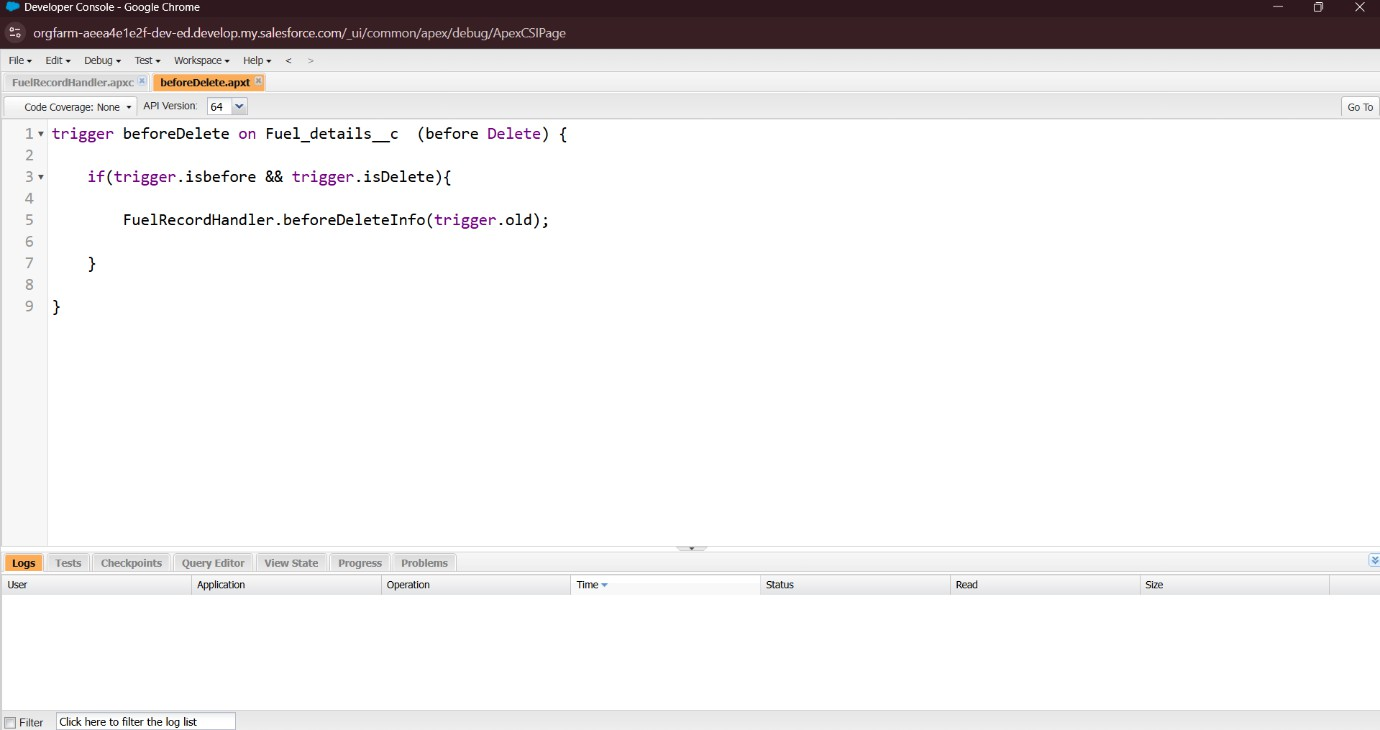 Developer Console - Google Chrome
orgfarm-aeea4e1e2f-dev-ed.develop.my.salesforce.com/_ui/common/apex/debug/ApexCSIPage
File Edit Debug Test Workspace Help < >
FuelRecordHandler.apxc beforeDelete.apxt
Code Coverage: None API Version: 64 Go To
1 trigger beforeDelete on Fuel_details__c (before Delete) {
2
3 if(trigger.isbefore && trigger.isDelete){
4
5 FuelRecordHandler.beforeDeleteInfo(trigger.old);
6
7 }
8
9 }
Logs Tests Checkpoints Query Editor View State Progress Problems
User Application Operation Time Status Read Size
Filter Click here to filter the log list